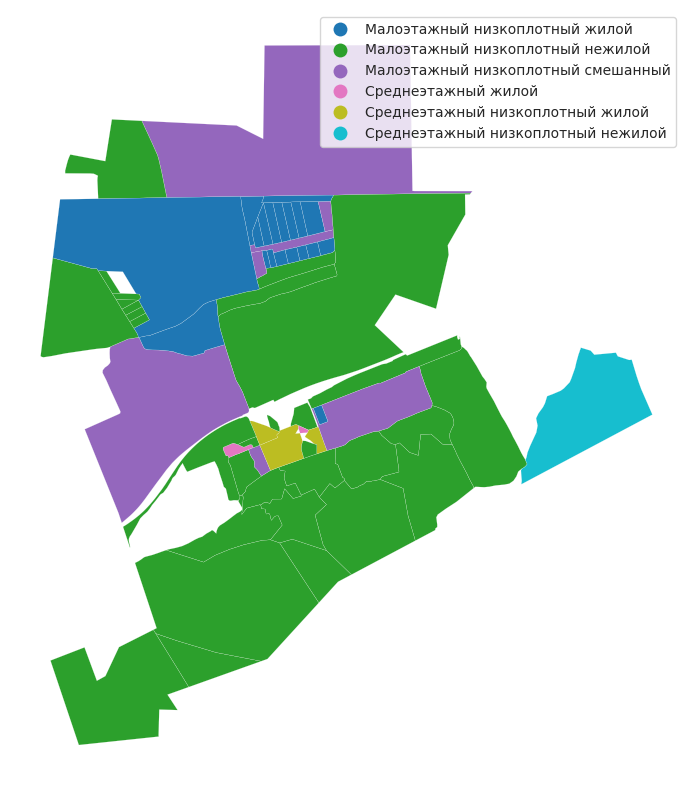 Малоэтажный низкоплотный жилой
Малоэтажный низкоплотный нежилой
Малоэтажный низкоплотный смешанный
Среднеэтажный жилой
Среднеэтажный низкоплотный жилой
Среднеэтажный низкоплотный нежилой